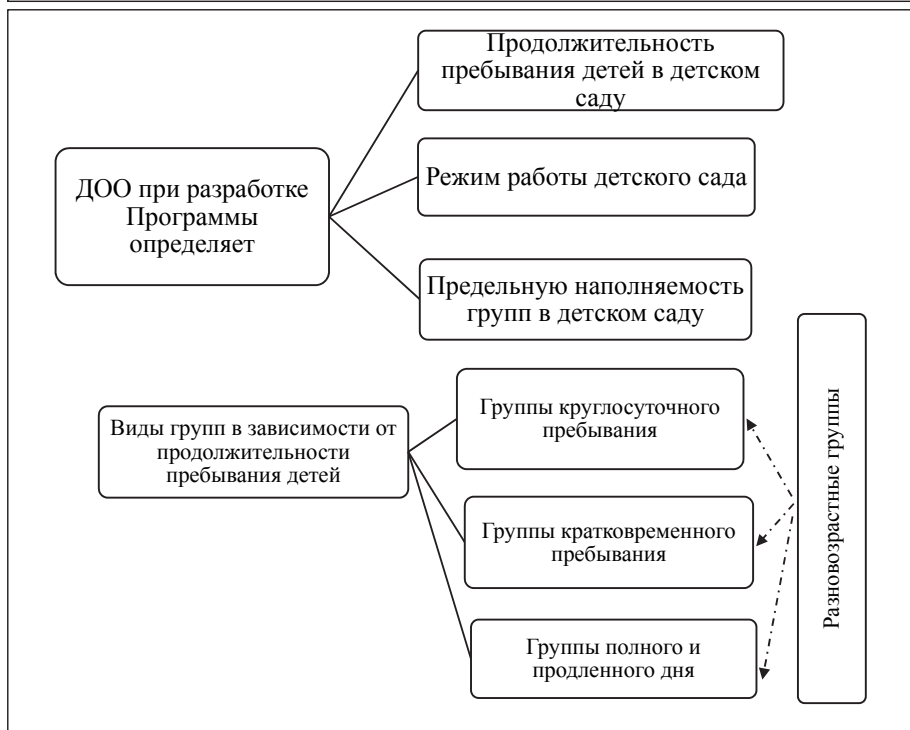 Продолжительность
пребывания детей в детском
саду
ДОО при разработке
Программы
определяет
Режим работы детского сада
Предельную наполняемость
групп в детском саду
Виды групп в зависимости от
продолжительности
пребывания детей
Группы круглосуточного
пребывания
Группы кратковременного
пребывания
Группы полного и
продленного дня
Разновозрастные группы